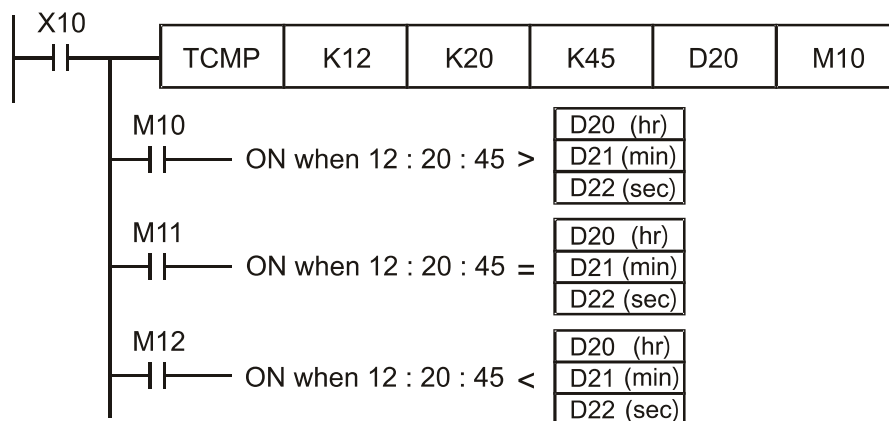 X10
TCMP K12 K20 K45 D20 M10
M10
ON when 12 : 20 : 45 >
D20 (hr)
D21 (min)
D22 (sec)
M11
ON when 12 : 20 : 45 =
D20 (hr)
D21 (min)
D22 (sec)
M12
ON when 12 : 20 : 45 <
D20 (hr)
D21 (min)
D22 (sec)